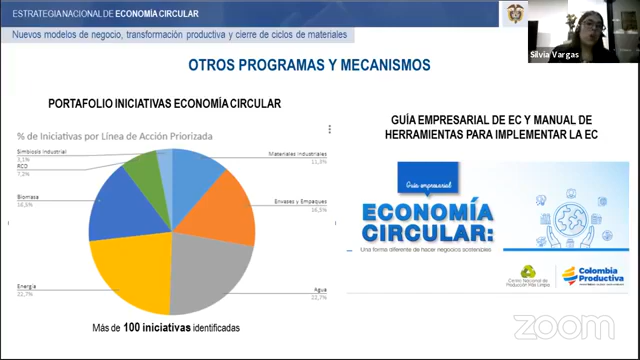 ESTRATEGIA NACIONAL DE ECONOMÍA CIRCULAR
Nuevos modelos de negocio, transformación productiva y cierre de ciclos de materiales
Silvia Vargas
OTROS PROGRAMAS Y MECANISMOS
PORTAFOLIO INICIATIVAS ECONOMÍA CIRCULAR
% de Iniciativas por Línea de Acción Priorizada
Simbiosis Industrial
3,1%
RCD
7,2%
Biomasa
16,5%
Energía
22,7%
Materiales Industriales
11,3%
Envases y Empaques
16,5%
Agua
22,7%
Más de 100 iniciativas identificadas
GUÍA EMPRESARIAL DE EC Y MANUAL DE
HERRAMIENTAS PARA IMPLEMENTAR LA EC
Guía empresarial
ECONOMÍA
CIRCULAR:
Una forma diferente de hacer negocios sostenibles
Centro Nacional de
Producción Más Limpia
Colombia
Productiva
zoom